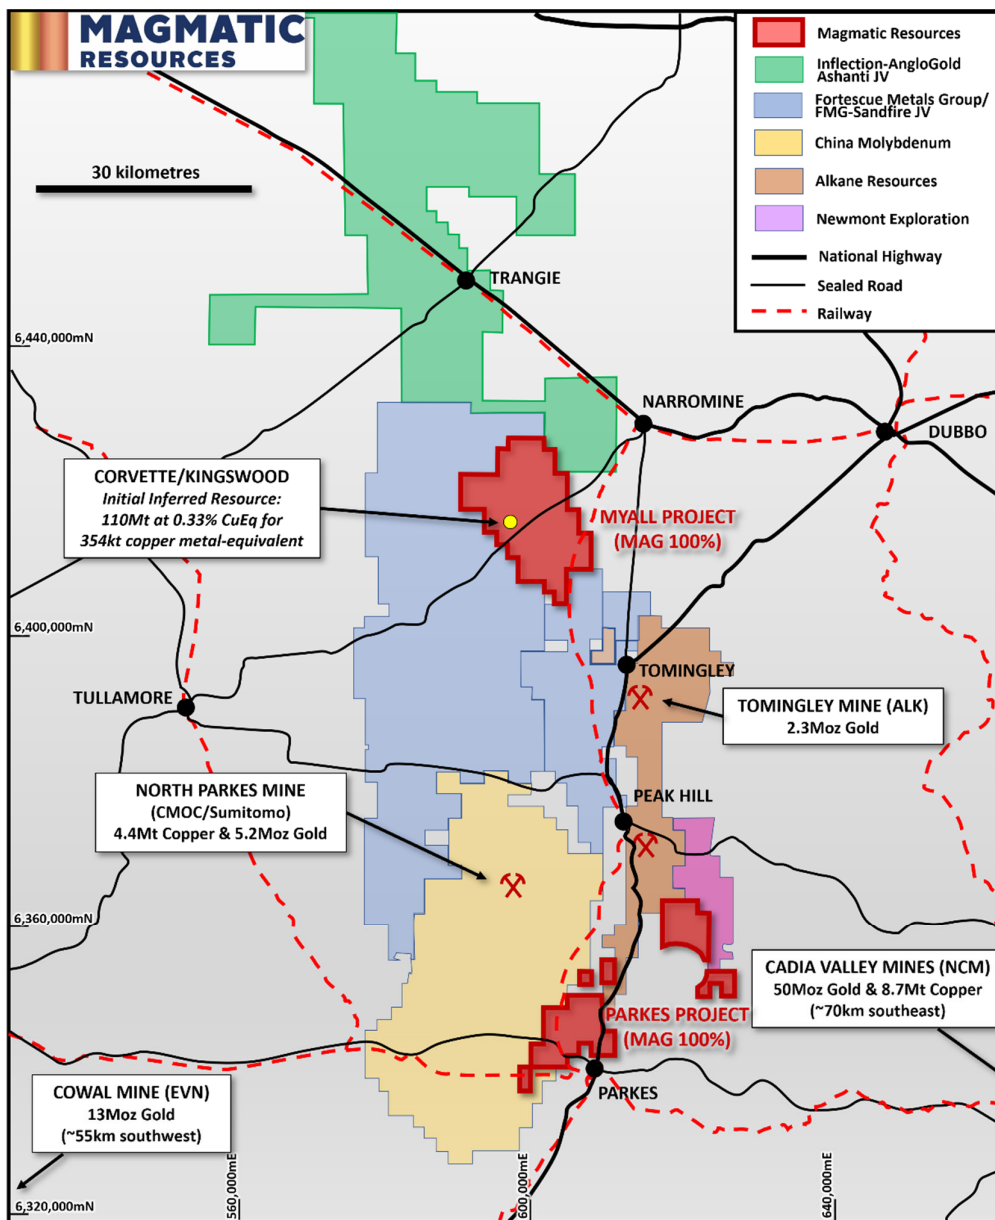 MAGMATIC
RESOURCES
Magmatic Resources
Inflection-AngloGold
Ashanti JV
Fortescue Metals Group/
FMG-Sandfire JV
China Molybdenum
Alkane Resources
Newmont Exploration
National Highway
Sealed Road
Railway
30 kilometres
TRANGIE
6,440,000mN
NARROMINE
DUBBO
CORVETTE/KINGSWOOD
Initial Inferred Resource:
110Mt at 0.33% CuEq for
354kt copper metal-equivalent
MYALL PROJECT
(MAG 100%)
6,400,000mN
TOMINGLEY
TULLAMORE
TOMINGLEY MINE (ALK)
2.3Moz Gold
NORTH PARKES MINE
(CMOC/Sumitomo)
4.4Mt Copper & 5.2Moz Gold
PEAK HILL
6,360,000mN
CADIA VALLEY MINES (NCM)
50Moz Gold & 8.7Mt Copper
(~70km southeast)
PARKES PROJECT
(MAG 100%)
COWAL MINE (EVN)
13Moz Gold
(~55km southwest)
PARKES
560,000mE
600,000mE
640,000mE
6,320,000mN